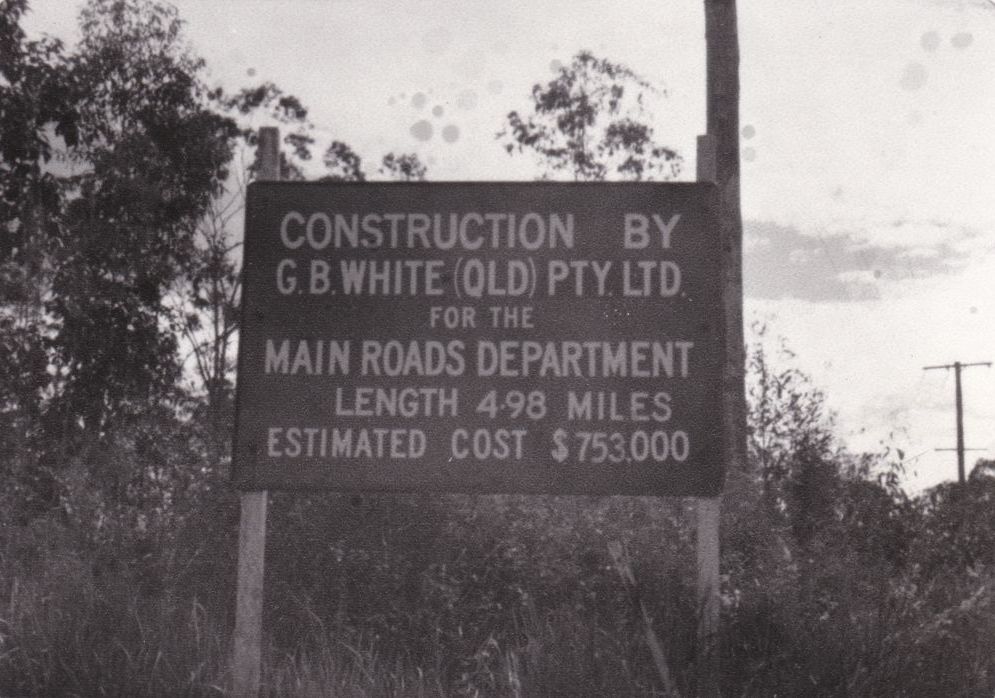 CONSTRUCTION BY
G.B. WHITE (QLD) PTY. LTD.
FOR THE
MAIN ROADS DEPARTMENT
LENGTH 4·98 MILES
ESTIMATED COST $753,000